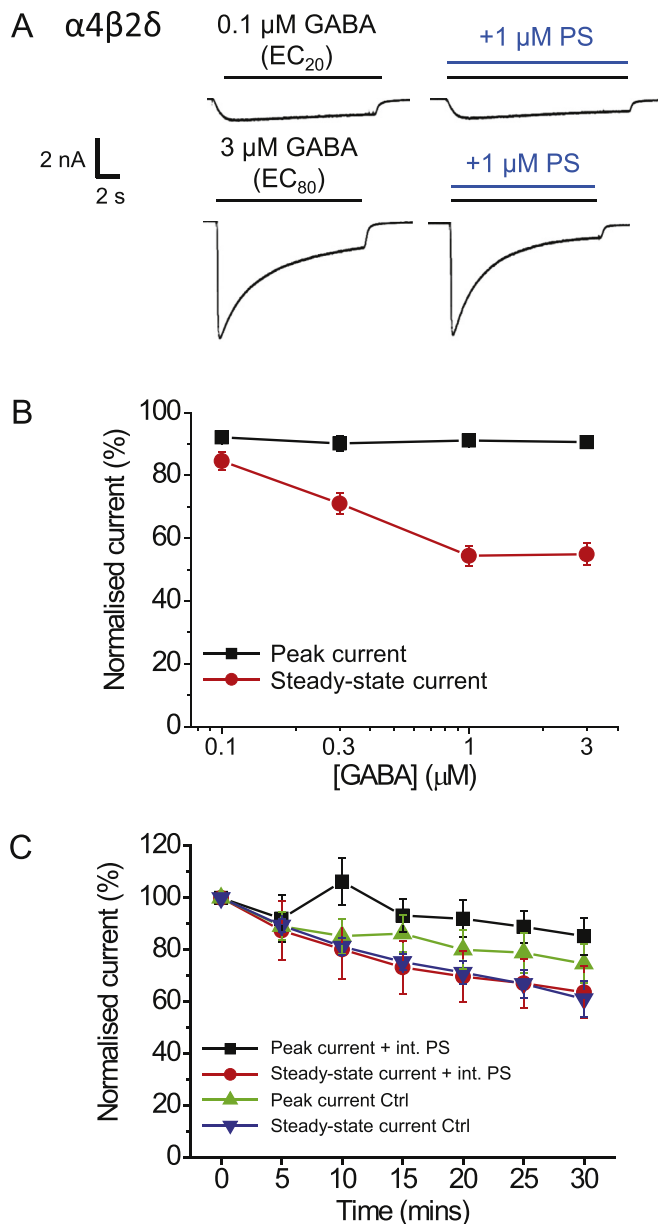 A
α4β2δ
0.1 µM GABA
(EC20)
+1 µM PS
2 nA
2 s
3 µM GABA
(EC80)
+1 µM PS
B
Normalised current (%)
100
80
60
40
20
0
Peak current
Steady-state current
0.1
0.3
1
3
[GABA] (µM)
C
Normalised current (%)
120
100
80
60
40
20
0
Peak current + int. PS
Steady-state current + int. PS
Peak current Ctrl
Steady-state current Ctrl
0
5
10
15
20
25
30
Time (mins)